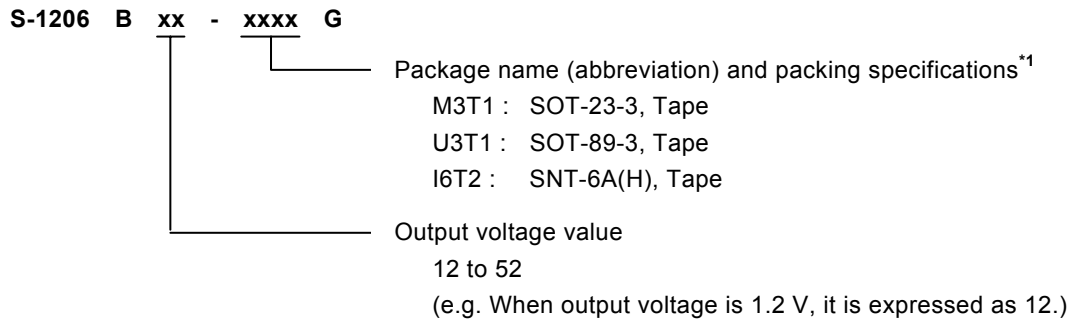 S-1206 B xx - xxxx G
Package name (abbreviation) and packing specifications*1
M3T1 : SOT-23-3, Tape
U3T1 : SOT-89-3, Tape
I6T2 : SNT-6A(H), Tape
Output voltage value
12 to 52
(e.g. When output voltage is 1.2 V, it is expressed as 12.)